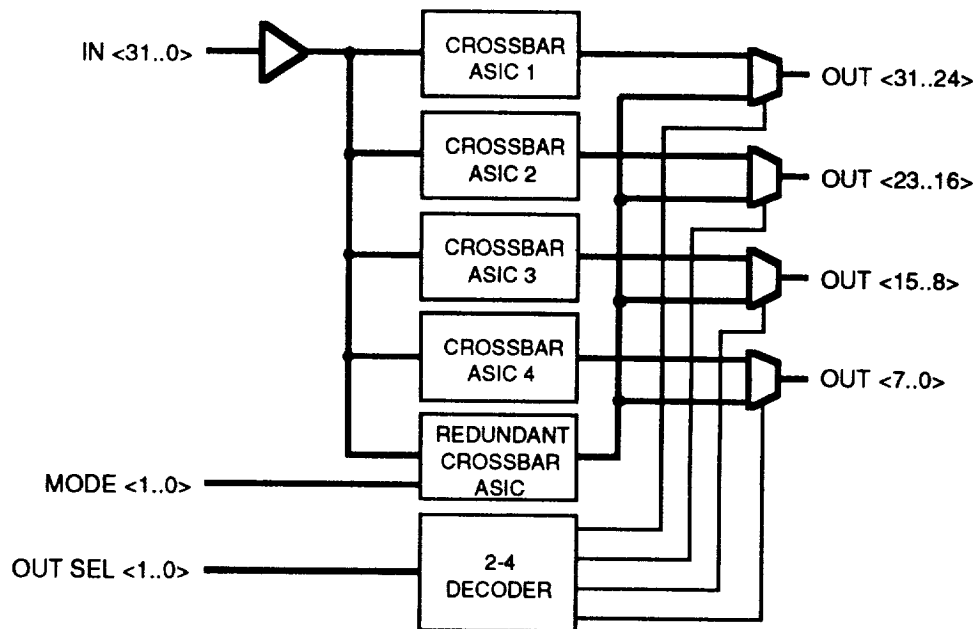 IN <31..0>
CROSSBAR
ASIC 1
OUT <31..24>
CROSSBAR
ASIC 2
OUT <23..16>
CROSSBAR
ASIC 3
OUT <15..8>
CROSSBAR
ASIC 4
OUT <7..0>
REDUNDANT
CROSSBAR
ASIC
MODE <1..0>
OUT SEL <1..0>
2-4
DECODER